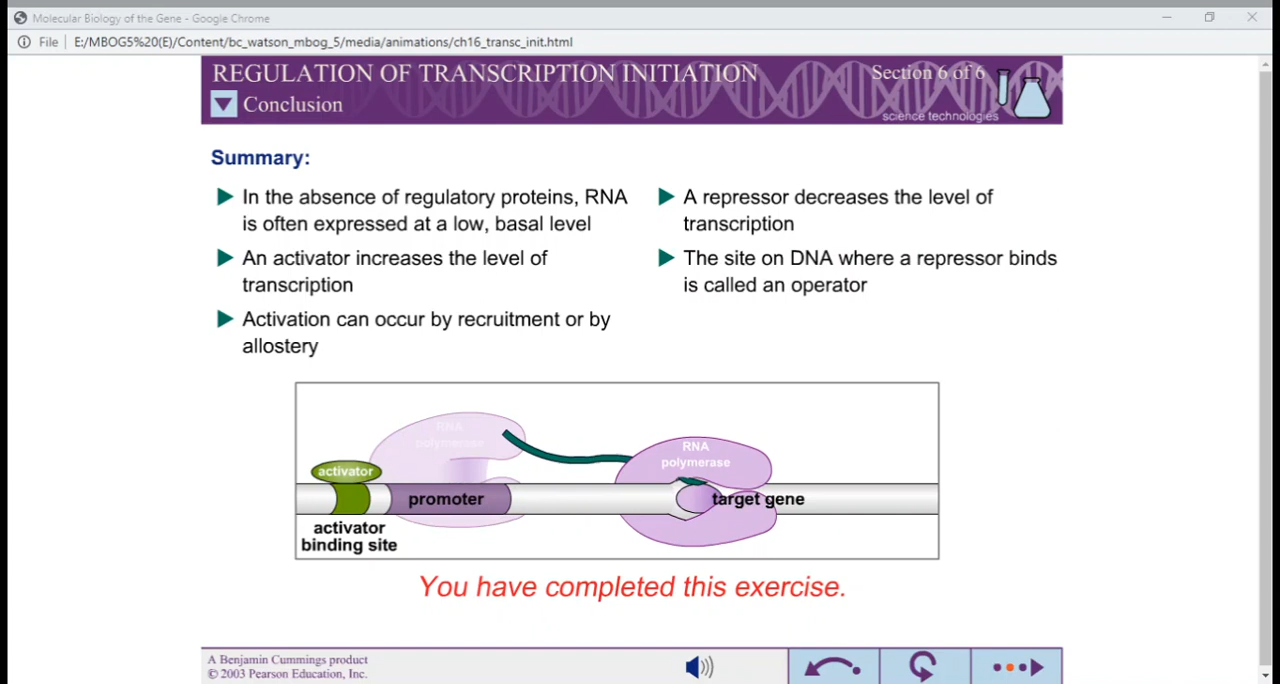 Molecular Biology of the Gene - Google Chrome
File | E:/MBOG5%20(E)/Content/bc_watson_mbog_5/media/animations/ch16_transc_init.html
REGULATION OF TRANSCRIPTION INITIATION
Section 6 of 6
Conclusion
science technologies
Summary:
In the absence of regulatory proteins, RNA
is often expressed at a low, basal level
An activator increases the level of
transcription
Activation can occur by recruitment or by
allostery
A repressor decreases the level of
transcription
The site on DNA where a repressor binds
is called an operator
RNA
polymerase
RNA
polymerase
activator
promoter
target gene
activator
binding site
You have completed this exercise.
A Benjamin Cummings product
© 2003 Pearson Education, Inc.